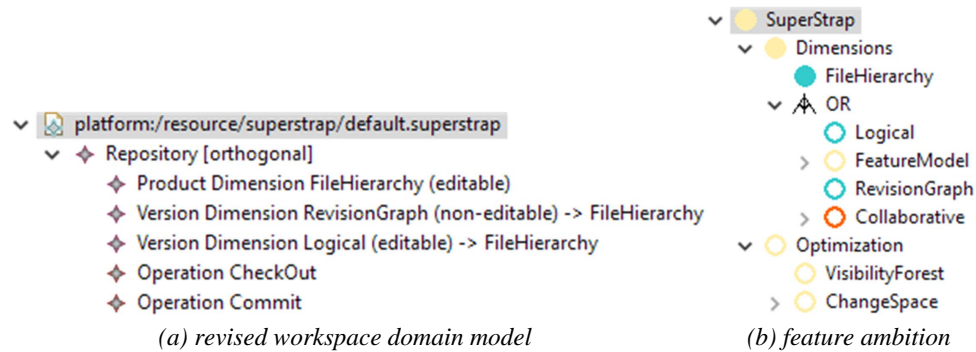 platform:/resource/superstrap/default.superstrap
Repository [orthogonal]
Product Dimension FileHierarchy (editable)
Version Dimension RevisionGraph (non-editable) -> FileHierarchy
Version Dimension Logical (editable) -> FileHierarchy
Operation CheckOut
Operation Commit
(a) revised workspace domain model
SuperStrap
Dimensions
FileHierarchy
OR
Logical
FeatureModel
RevisionGraph
Collaborative
Optimization
VisibilityForest
ChangeSpace
(b) feature ambition